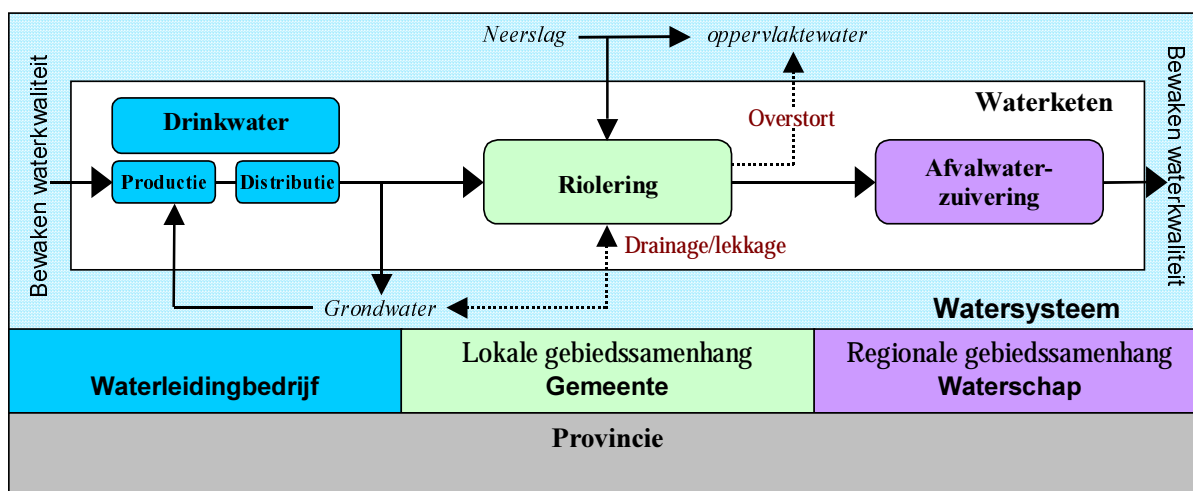 Neerslag
oppervlaktewater
Bewaken waterkwaliteit
Bewaken waterkwaliteit
Waterketen
Drinkwater
Overstort
Productie
Distributie
Riolering
Afvalwater-
zuivering
Drainage/lekkage
Grondwater
Watersysteem
Lokale gebiedssamenhang
Regionale gebiedssamenhang
Waterleidingbedrijf
Gemeente
Waterschap
Provincie